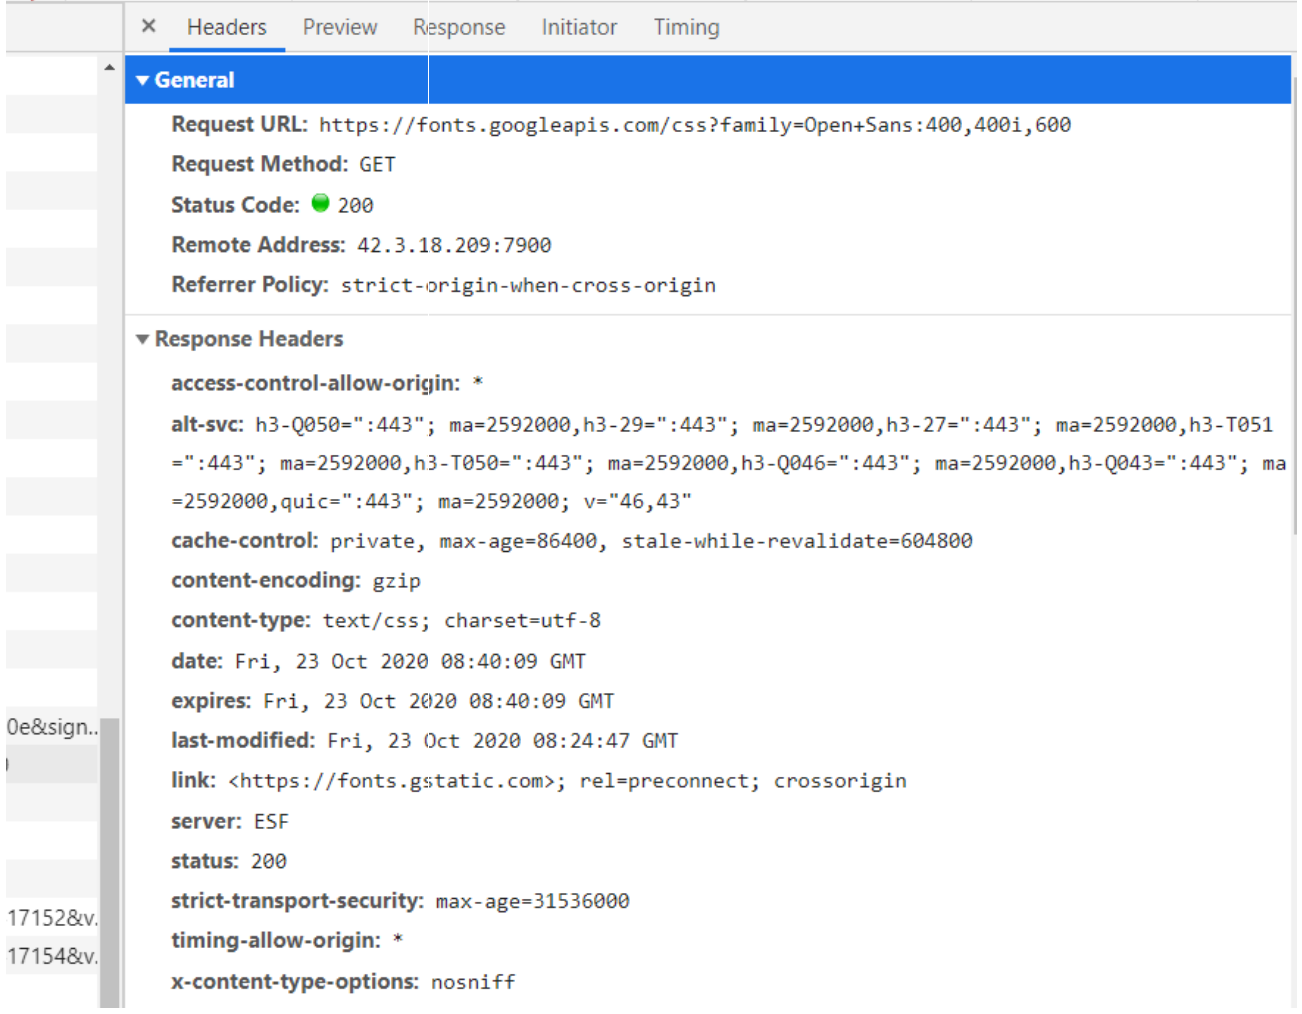 × Headers Preview Response Initiator Timing
▼ General
Request URL: https://fonts.googleapis.com/css?family=Open+Sans:400,400i,600
Request Method: GET
Status Code: 200
Remote Address: 42.3.18.209:7900
Referrer Policy: strict-origin-when-cross-origin
▼ Response Headers
access-control-allow-origin: *
alt-svc: h3-Q050=":443"; ma=2592000,h3-29=":443"; ma=2592000,h3-27=":443"; ma=2592000,h3-T051
=":443"; ma=2592000,h3-T050=":443"; ma=2592000,h3-Q046=":443"; ma=2592000,h3-Q043=":443"; ma
=2592000,quic=":443"; ma=2592000; v="46,43"
cache-control: private, max-age=86400, stale-while-revalidate=604800
content-encoding: gzip
content-type: text/css; charset=utf-8
date: Fri, 23 Oct 2020 08:40:09 GMT
expires: Fri, 23 Oct 2020 08:40:09 GMT
last-modified: Fri, 23 Oct 2020 08:24:47 GMT
link: <https://fonts.gstatic.com>; rel=preconnect; crossorigin
server: ESF
status: 200
strict-transport-security: max-age=31536000
timing-allow-origin: *
x-content-type-options: nosniff
0e&sign..
17152&v.
17154&v.